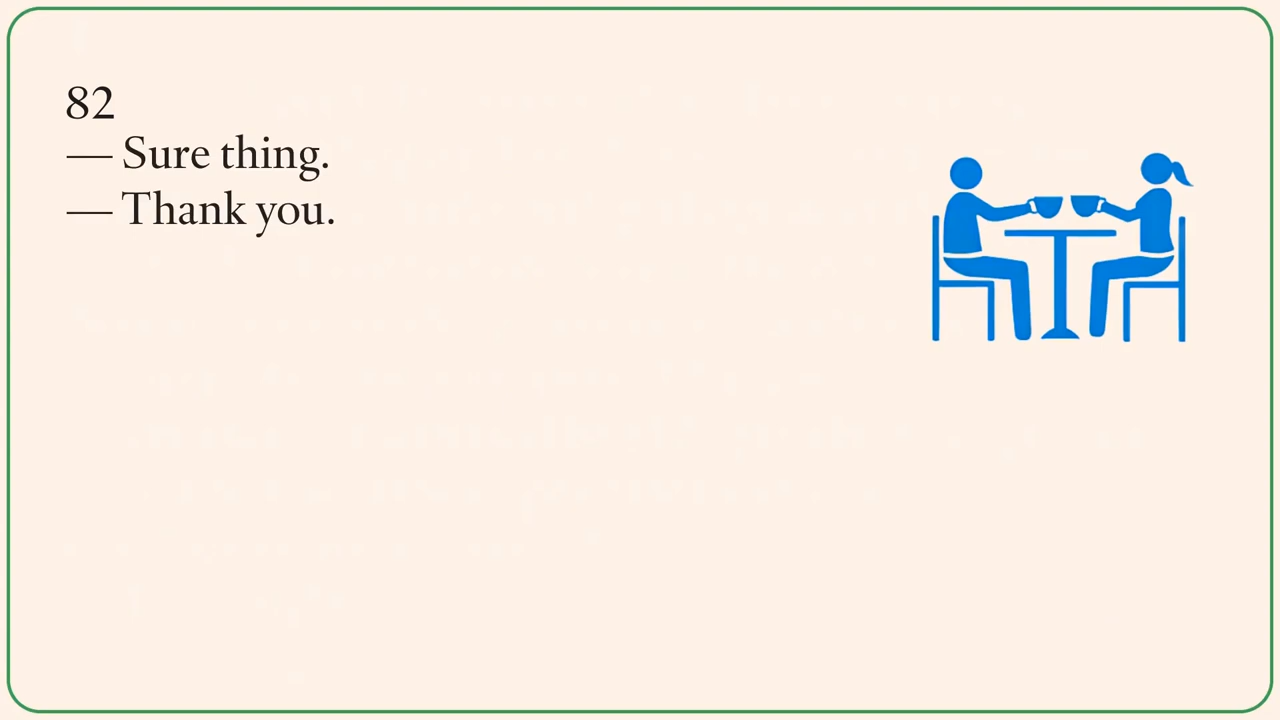 82
— Sure thing.
— Thank you.